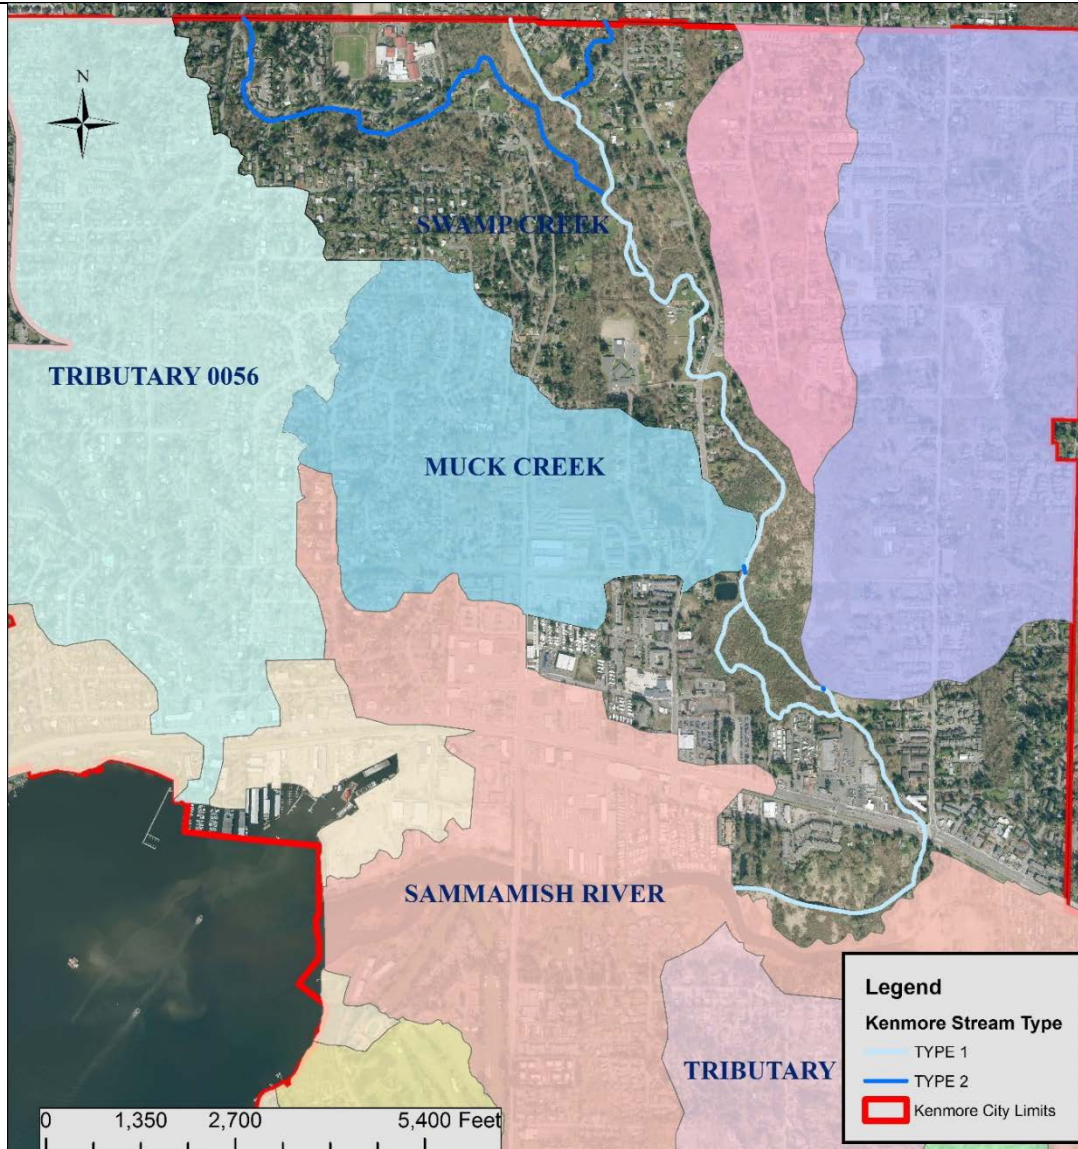 N
SWAMP CREEK
TRIBUTARY 0056
MUCK CREEK
SAMMAMISH RIVER
TRIBUTARY
Legend
Kenmore Stream Type
TYPE 1
TYPE 2
Kenmore City Limits
0 1,350 2,700 5,400 Feet